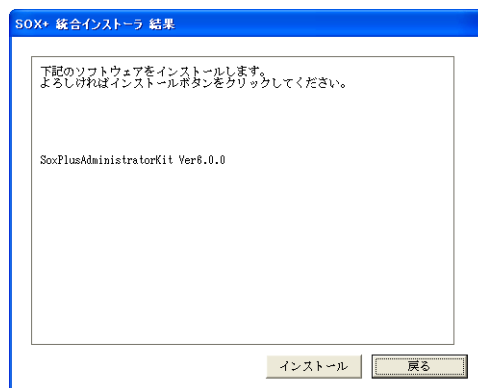 SOX+ 統合インストーラ 結果
下記のソフトウェアをインストールします。
よろしければインストールボタンをクリックしてください。
SoxPlusAdministratorKit Ver6.0.0
インストール
戻る